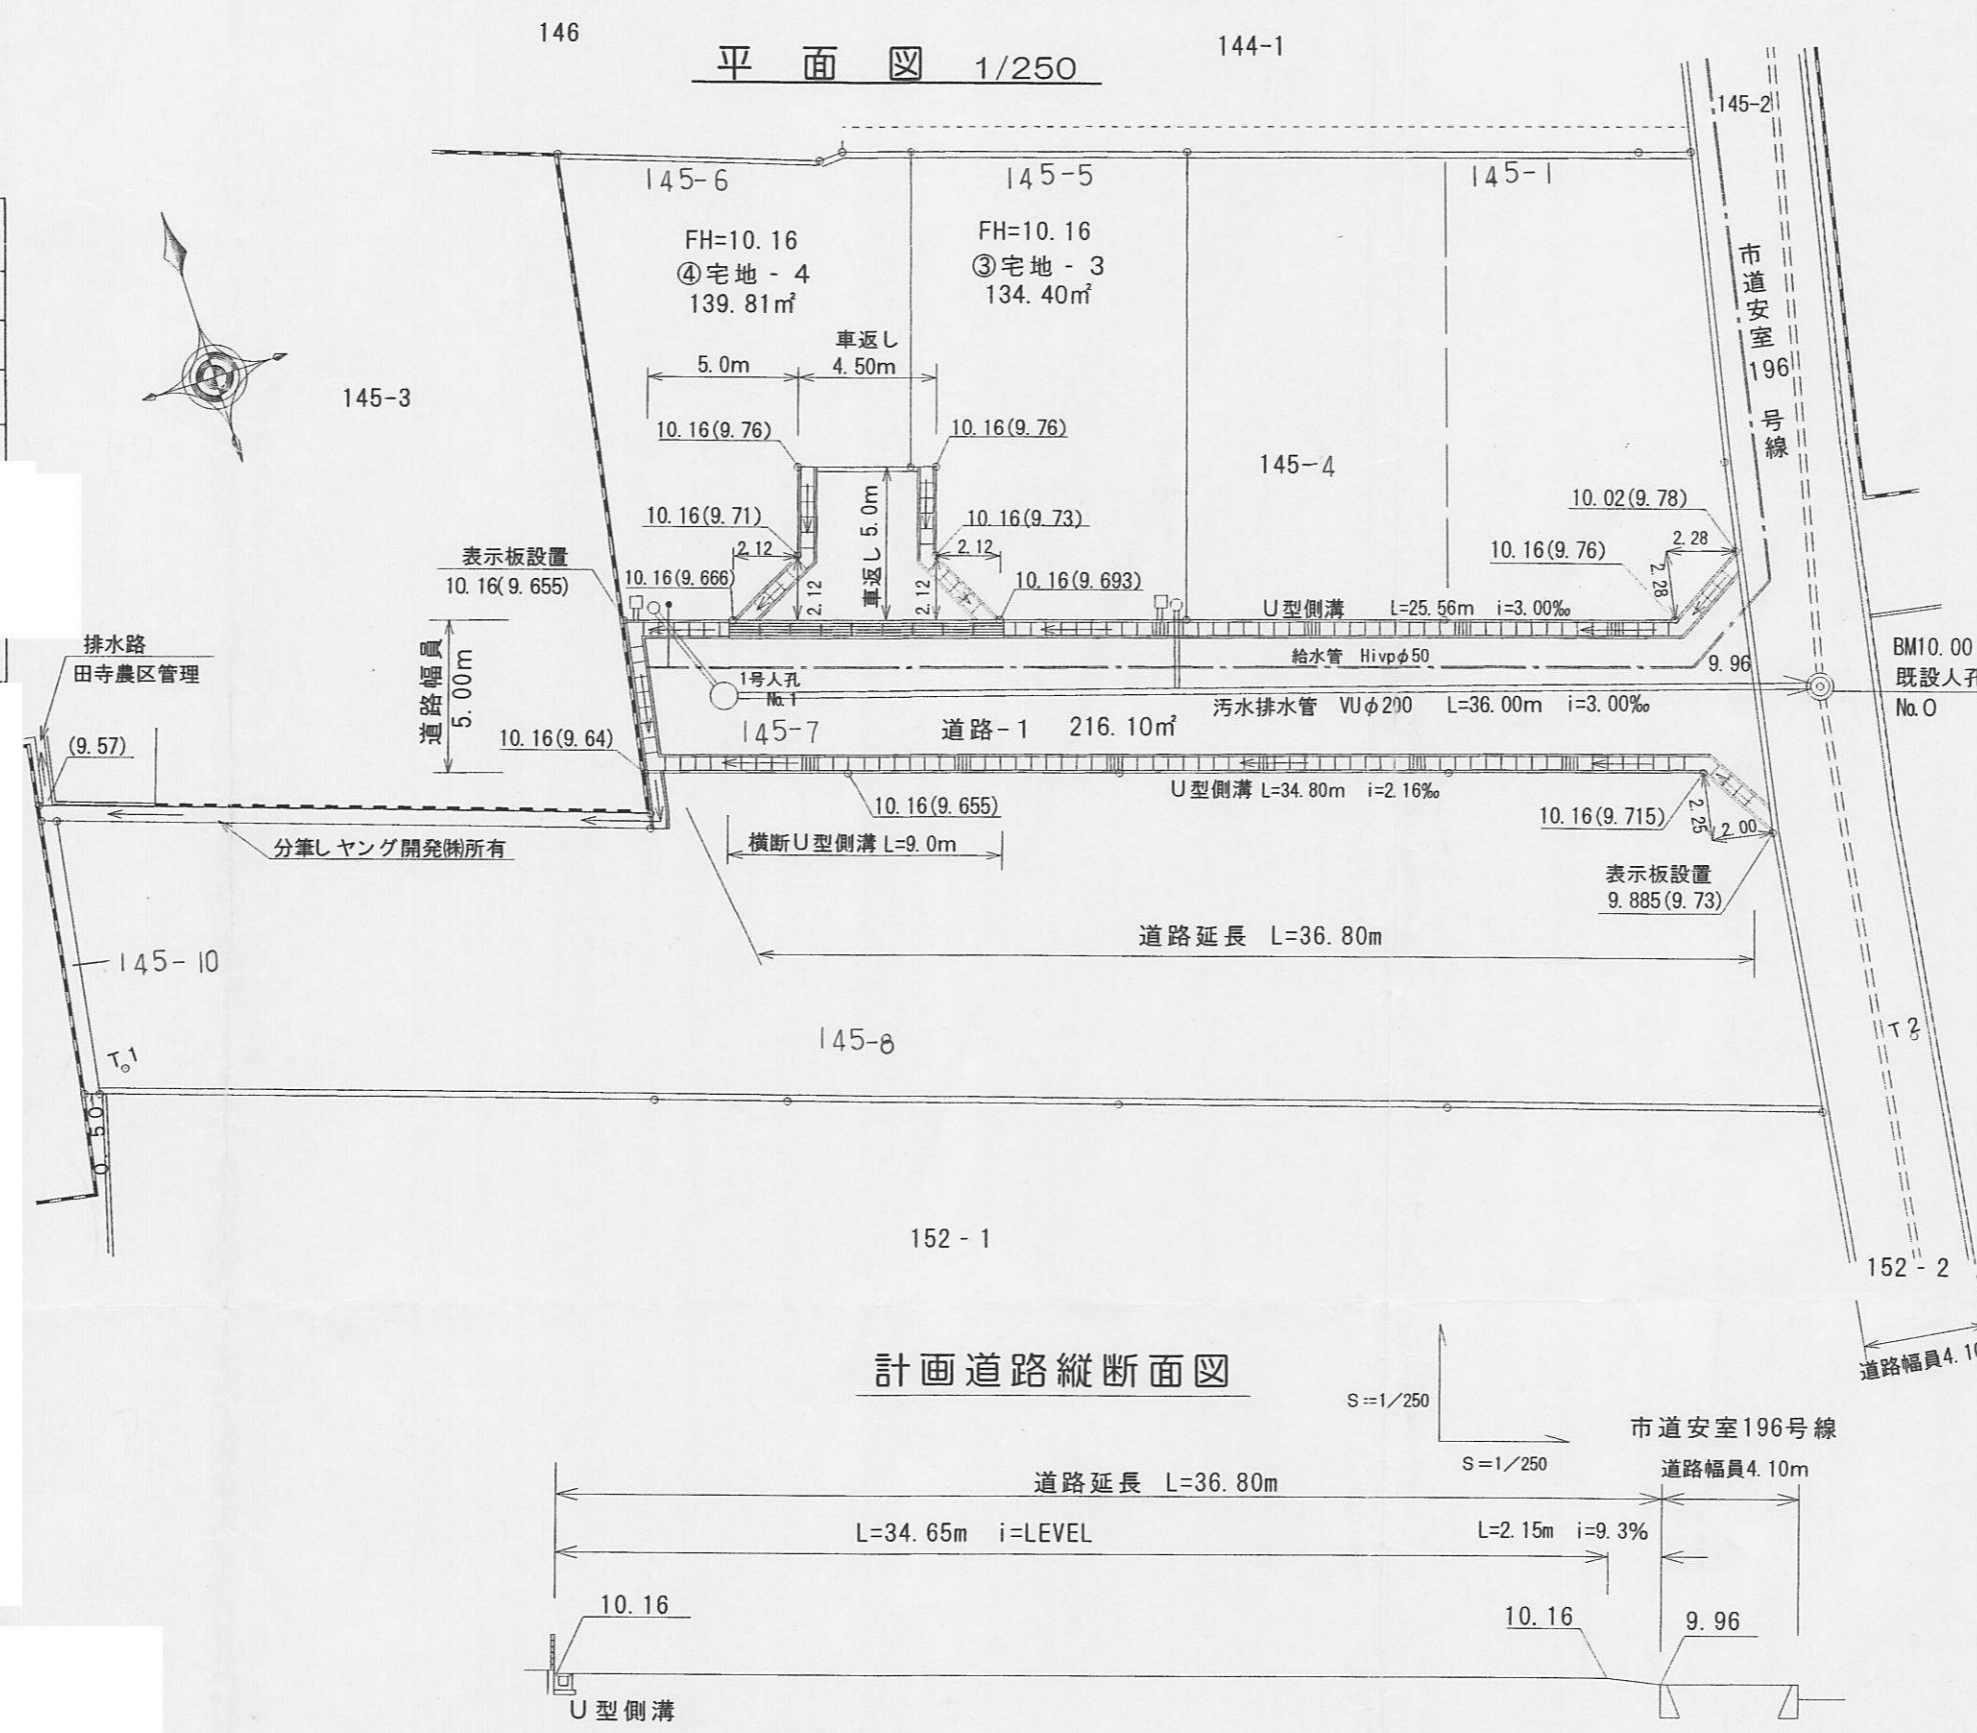 146
平面図 1/250
144-1
145-2
145-6
145-5
145-1
FH=10.16
④宅地 - 4
139.81㎡
FH=10.16
③宅地 - 3
134.40㎡
市道安室196号線
車返し
5.0m
4.50m
145-3
10.16(9.76)
10.16(9.76)
145-4
10.02(9.78)
10.16(9.71)
車返し 5.0m
10.16(9.73)
2.12
2.12
2.28
10.16(9.76)
2.28
表示板設置
10.16(9.655)
10.16(9.666)
2.12
2.12
10.16(9.693)
U型側溝 L=25.56m i=3.00‰
排水路
田寺農区管理
道路幅員
5.00m
給水管 Hivpφ50
9.96
BM10.00
既設人孔
No.0
1号人孔
No.1
汚水排水管 VUφ200 L=36.00m i=3.00‰
145-7
道路-1 216.10㎡
(9.57)
10.16(9.64)
10.16(9.655)
U型側溝 L=34.80m i=2.16‰
10.16(9.715)
2.25
2.00
分筆しヤング開発㈱所有
横断U型側溝 L=9.0m
表示板設置
9.885(9.73)
道路延長 L=36.80m
145-10
145-8
T.1
T2
0.50
152 - 1
152 - 2
道路幅員4.10
計画道路縦断面図
S=1/250
S=1/250
市道安室196号線
道路幅員4.10m
道路延長 L=36.80m
L=34.65m i=LEVEL
L=2.15m i=9.3%
10.16
10.16
9.96
U型側溝